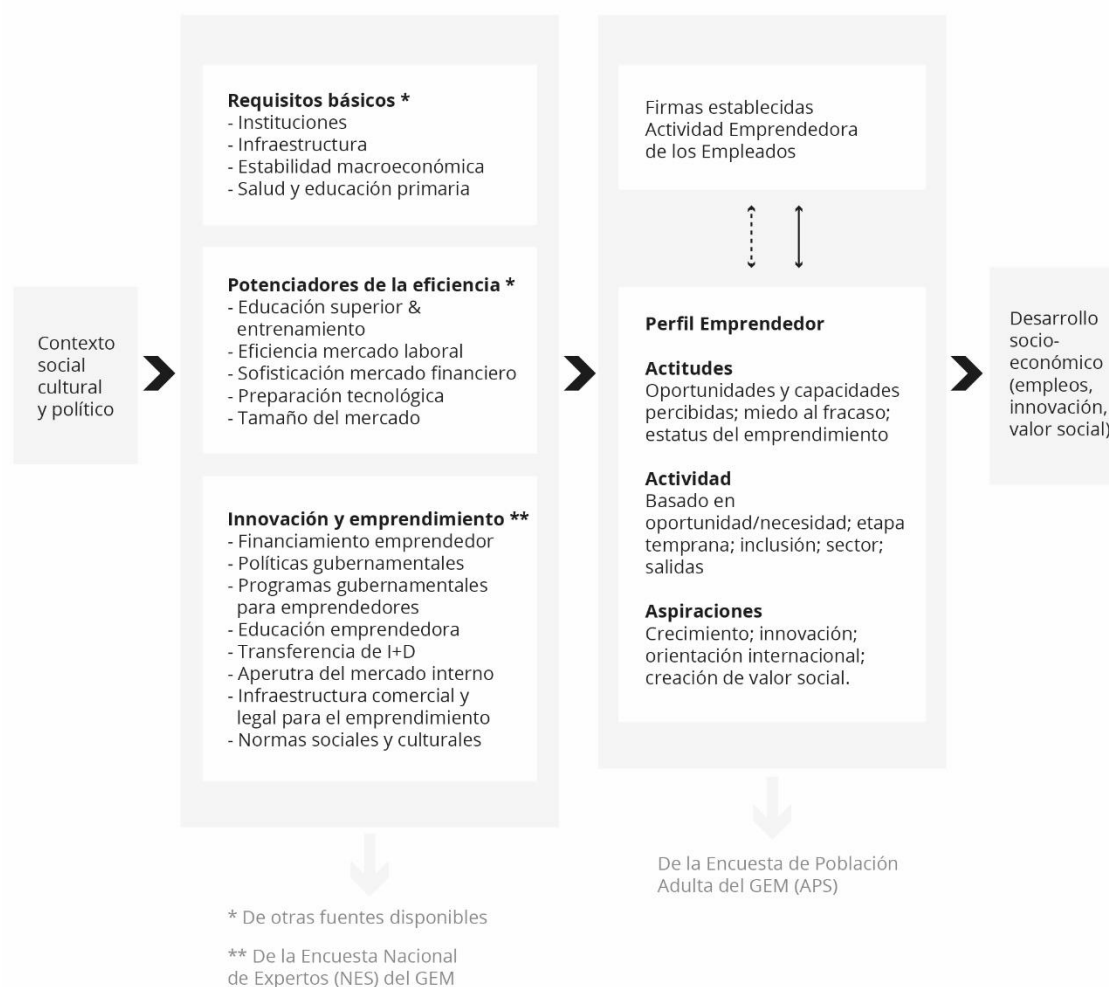 Contexto
social
cultural
y político
Requisitos básicos *
- Instituciones
- Infraestructura
- Estabilidad macroeconómica
- Salud y educación primaria
Potenciadores de la eficiencia *
- Educación superior &
entrenamiento
- Eficiencia mercado laboral
- Sofisticación mercado financiero
- Preparación tecnológica
- Tamaño del mercado
Innovación y emprendimiento **
- Financiamiento emprendedor
- Políticas gubernamentales
- Programas gubernamentales
para emprendedores
- Educación emprendedora
- Transferencia de I+D
- Aperutra del mercado interno
- Infraestructura comercial y
legal para el emprendimiento
- Normas sociales y culturales
* De otras fuentes disponibles
** De la Encuesta Nacional
de Expertos (NES) del GEM
Firmas establecidas
Actividad Emprendedora
de los Empleados
Perfil Emprendedor
Actitudes
Oportunidades y capacidades
percibidas; miedo al fracaso;
estatus del emprendimiento
Actividad
Basado en
oportunidad/necesidad; etapa
temprana; inclusión; sector;
salidas
Aspiraciones
Crecimiento; innovación;
orientación internacional;
creación de valor social.
De la Encuesta de Población
Adulta del GEM (APS)
Desarrollo
socio-
económico
(empleos,
innovación,
valor social)